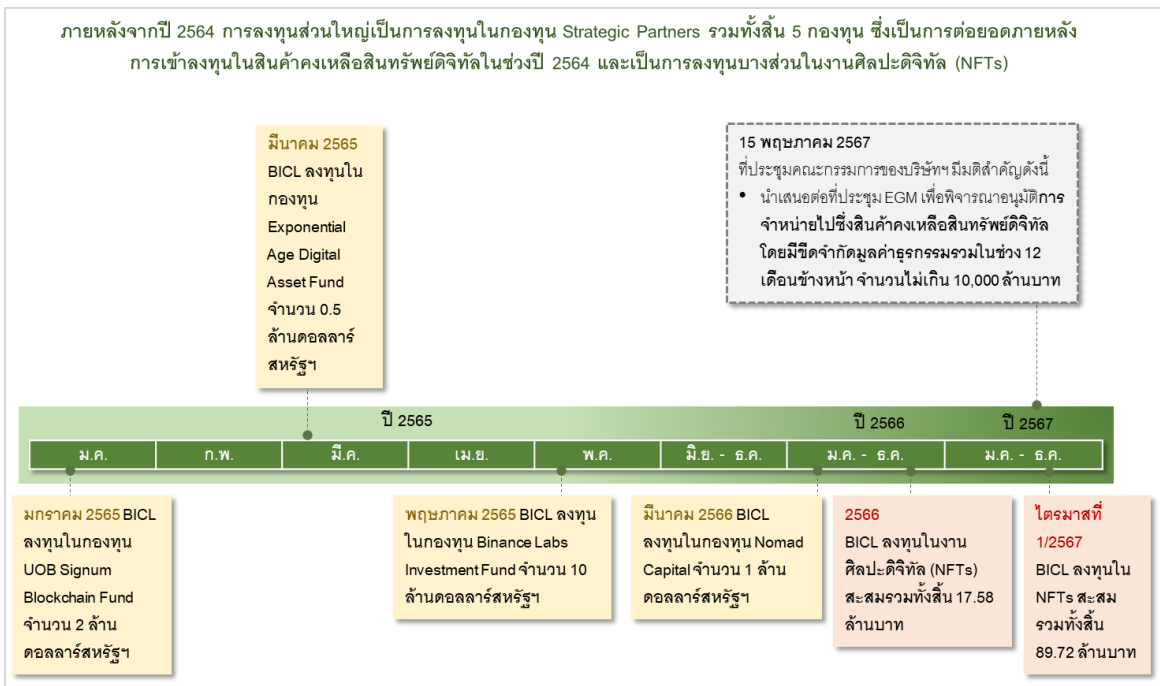 ภายหลังจากปี 2564 การลงทุนส่วนใหญ่เป็นการลงทุนในกองทุน Strategic Partners รวมทั้งสิ้น 5 กองทุน ซึ่งเป็นการต่อยอดภายหลัง
การเข้าลงทุนในสินค้าคงเหลือสินทรัพย์ดิจิทัลในช่วงปี 2564 และเป็นการลงทุนบางส่วนในงานศิลปะดิจิทัล (NFTs)
มีนาคม 2565
BICL ลงทุนใน
กองทุน
Exponential
Age Digital
Asset Fund
จำนวน 0.5
ล้านดอลลาร์
สหรัฐฯ
15 พฤษภาคม 2567
ที่ประชุมคณะกรรมการของบริษัทฯ มีมติสำคัญดังนี้
• นำเสนอต่อที่ประชุม EGM เพื่อพิจารณาอนุมัติการ
จำหน่ายไปซึ่งสินค้าคงเหลือสินทรัพย์ดิจิทัล
โดยมีขีดจำกัดมูลค่าธุรกรรมรวมในช่วง 12
เดือนข้างหน้า จำนวนไม่เกิน 10,000 ล้านบาท
ปี 2565 ปี 2566 ปี 2567
ม.ค. ก.พ. มี.ค. เม.ย. พ.ค. มิ.ย. - ธ.ค. ม.ค. - ธ.ค. ม.ค. - ธ.ค.
มกราคม 2565 BICL
ลงทุนในกองทุน
UOB Signum
Blockchain Fund
จำนวน 2 ล้าน
ดอลลาร์สหรัฐฯ
พฤษภาคม 2565 BICL ลงทุน
ในกองทุน Binance Labs
Investment Fund จำนวน 10
ล้านดอลลาร์สหรัฐฯ
มีนาคม 2566 BICL
ลงทุนในกองทุน Nomad
Capital จำนวน 1 ล้าน
ดอลลาร์สหรัฐฯ
2566
BICL ลงทุนในงาน
ศิลปะดิจิทัล (NFTs)
สะสมรวมทั้งสิ้น 17.58
ล้านบาท
ไตรมาสที่
1/2567
BICL ลงทุนใน
NFTs สะสม
รวมทั้งสิ้น
89.72 ล้านบาท